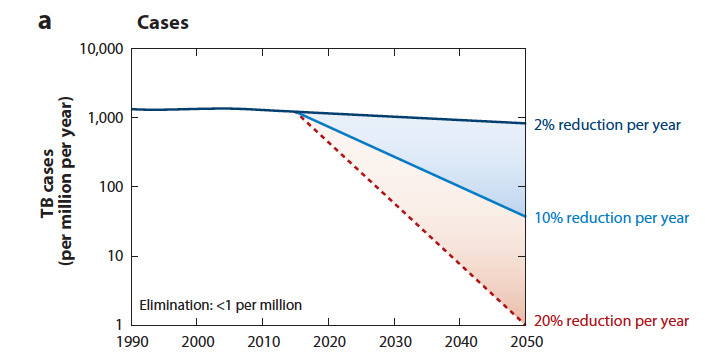 a
Cases
TB cases
(per million per year)
10,000
1,000
100
10
1
Elimination: <1 per million
2% reduction per year
10% reduction per year
20% reduction per year
1990
2000
2010
2020
2030
2040
2050